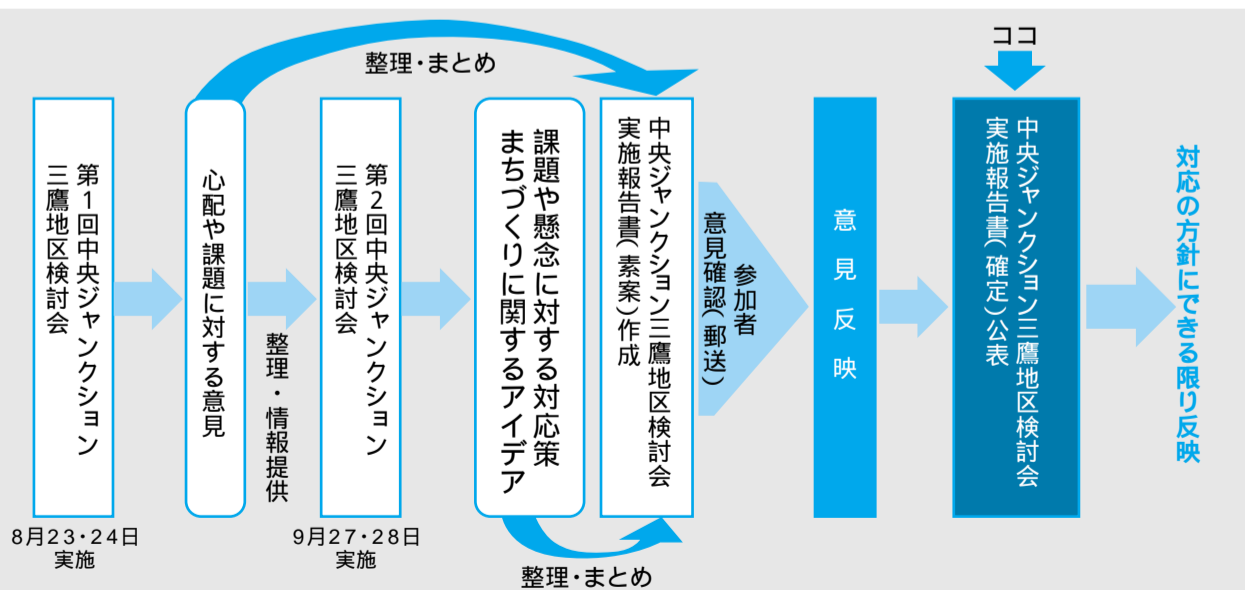 ココ
整理・まとめ
第1回中央ジャンクション
三鷹地区検討会
8月23・24日
実施
心配や課題に対する意見
整理・情報提供
第2回中央ジャンクション
三鷹地区検討会
9月27・28日
実施
課題や懸念に対する対応策
まちづくりに関するアイデア
整理・まとめ
中央ジャンクション三鷹地区検討会
実施報告書(素案)作成
参加者
意見確認(郵送)
意見反映
中央ジャンクション三鷹地区検討会
実施報告書(確定)公表
対応の方針にできる限り反映